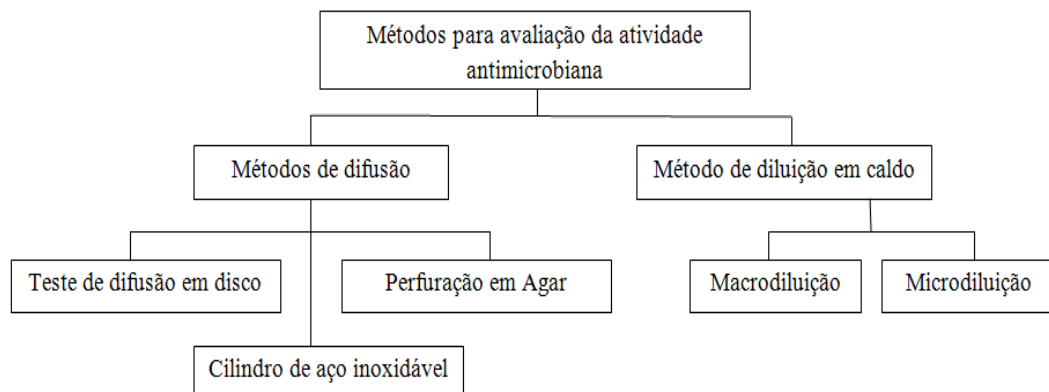 Métodos para avaliação da atividade
antimicrobiana
Métodos de difusão
Método de diluição em caldo
Teste de difusão em disco
Perfuração em Agar
Macrodiluição
Microdiluição
Cilindro de aço inoxidável